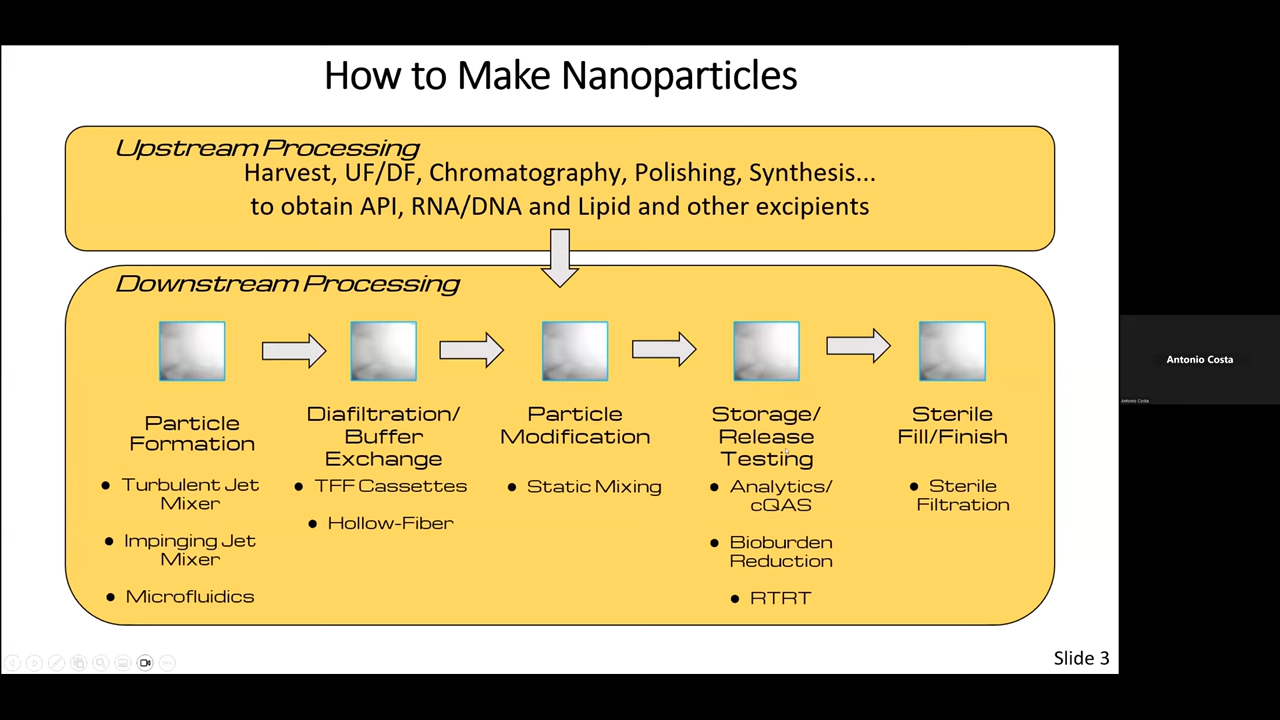 How to Make Nanoparticles
Upstream Processing
Harvest, UF/DF, Chromatography, Polishing, Synthesis...
to obtain API, RNA/DNA and Lipid and other excipients
Downstream Processing
Particle
Formation
• Turbulent Jet
Mixer
• Impinging Jet
Mixer
• Microfluidics
Diafiltration/
Buffer
Exchange
• TFF Cassettes
• Hollow-Fiber
Particle
Modification
• Static Mixing
Storage/
Release
Testing
• Analytics/
cQAS
• Bioburden
Reduction
• RTRT
Sterile
Fill/Finish
• Sterile
Filtration
Slide 3
Antonio Costa
Antonio Costa